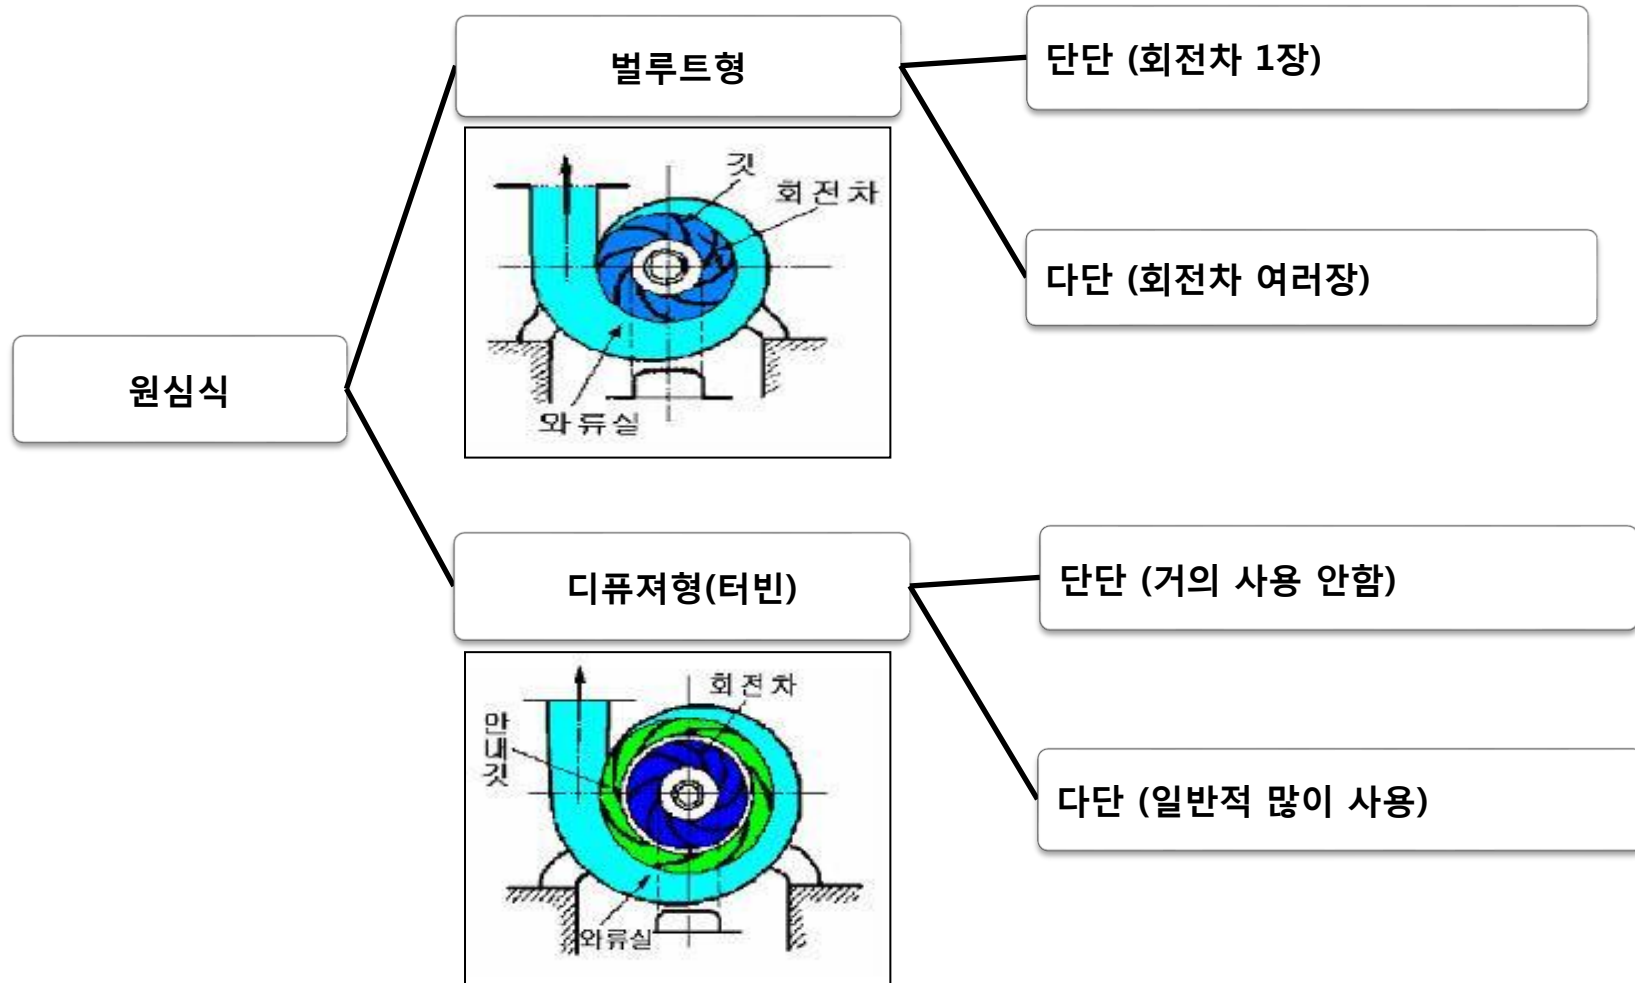 벌루트형
단단 (회전차 1장)
깃
회전차
다단 (회전차 여러장)
원심식
와류실
디퓨져형(터빈)
단단 (거의 사용 안함)
회전차
안내깃
다단 (일반적 많이 사용)
와류실